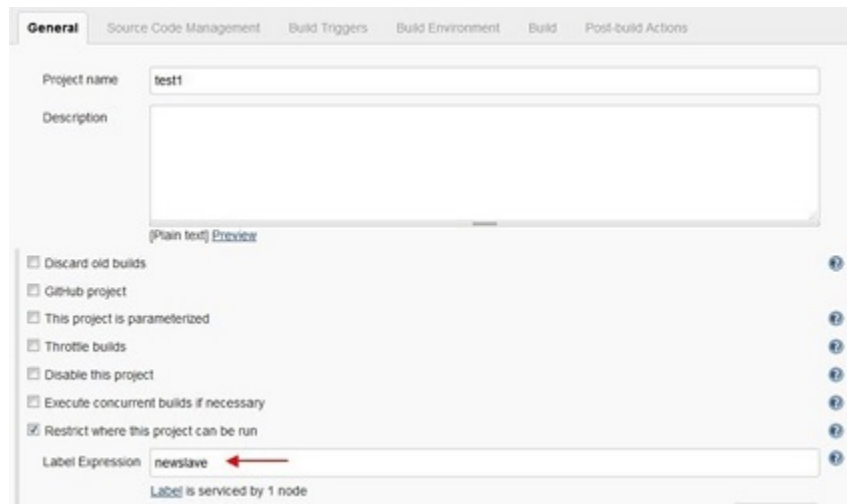 General Source Code Management Build Triggers Build Environment Build Post-build Actions
Project name test1
Description
[Plain text] Preview
Discard old builds
GitHub project
This project is parameterized
Throttle builds
Disable this project
Execute concurrent builds if necessary
Restrict where this project can be run
Label Expression newslave
Label is serviced by 1 node